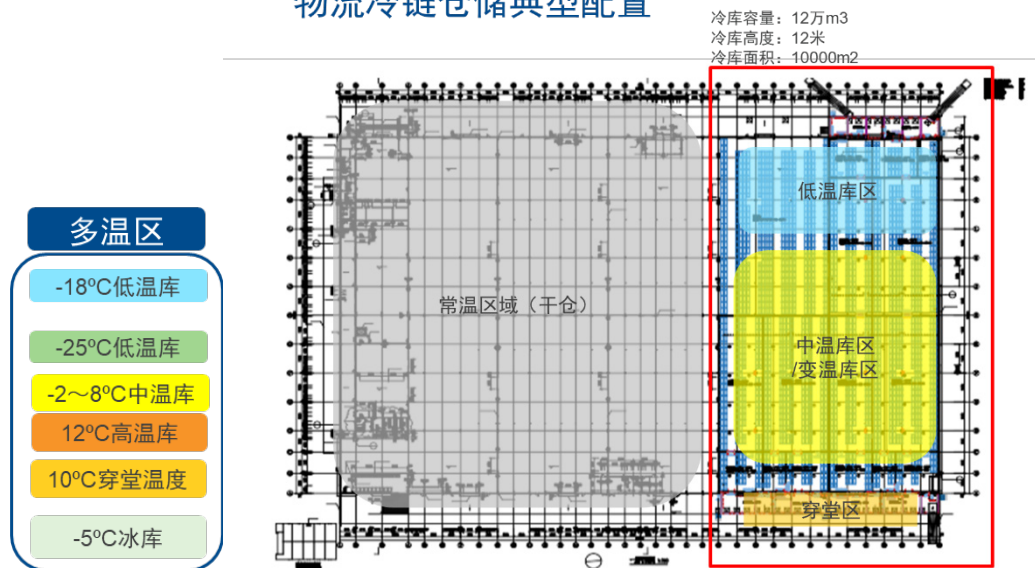 物流冷链仓储典型配置
冷库容量：12万m3
冷库高度：12米
冷库面积：10000m2
多温区
-18ºC低温库
-25ºC低温库
-2～8ºC中温库
12ºC高温库
10ºC穿堂温度
-5ºC冰库
常温区域（干仓）
低温库区
中温库区
/变温库区
穿堂区